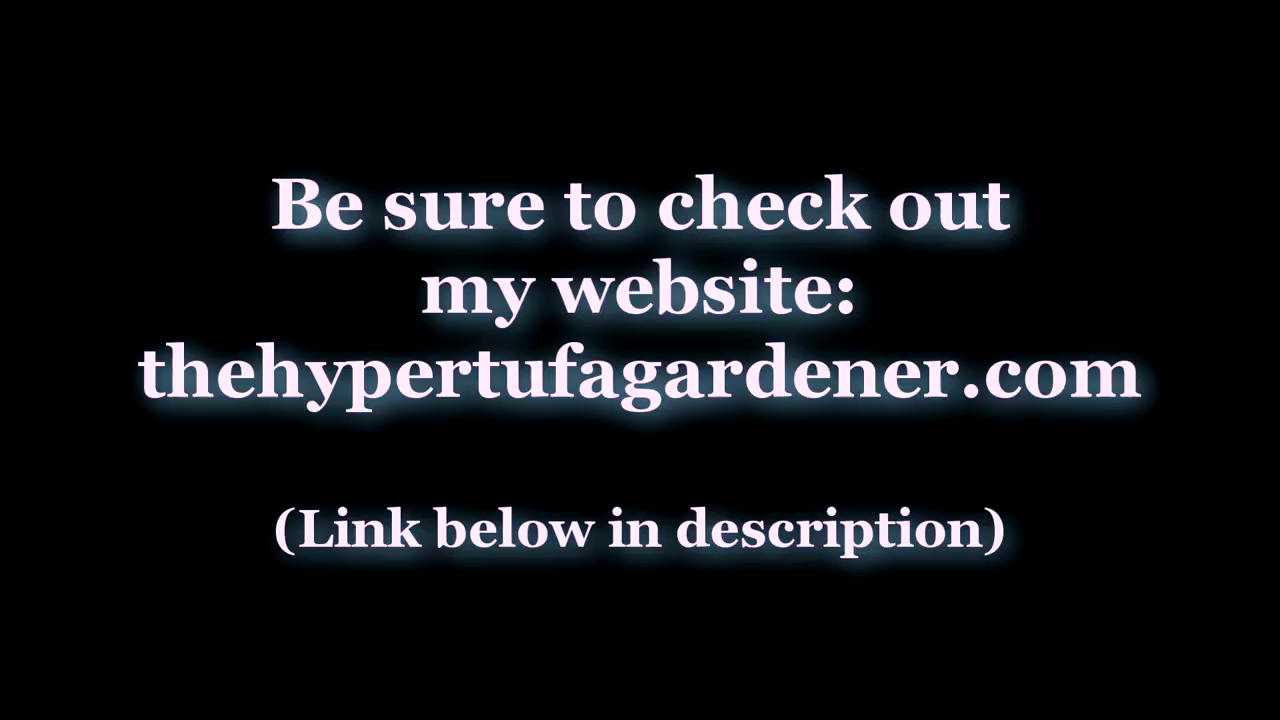 Be sure to check out
my website:
thehypertufagardener.com
(Link below in description)